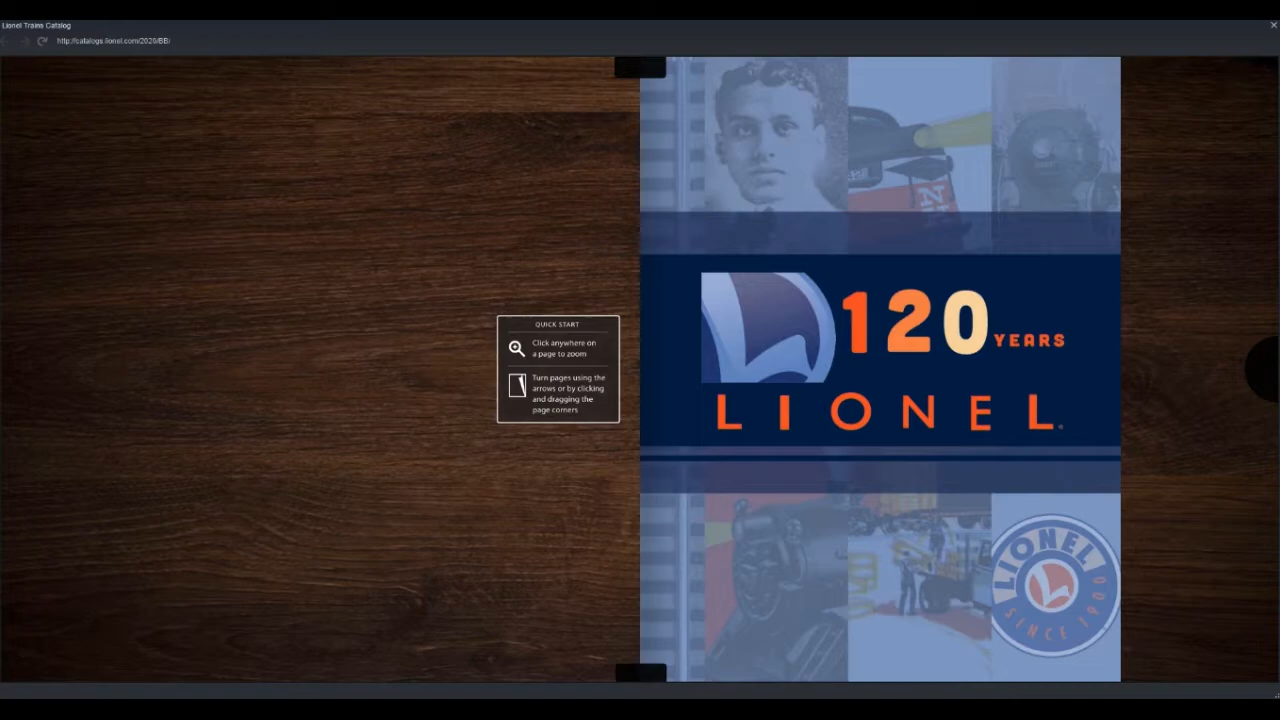 Lionel Trains Catalog
http://catalogs.lionel.com/2020/BB/
QUICK START
Click anywhere on
a page to zoom
Turn pages using the
arrows or by clicking
and dragging the
page corners
120 YEARS
LIONEL
LIONEL
SINCE 1900